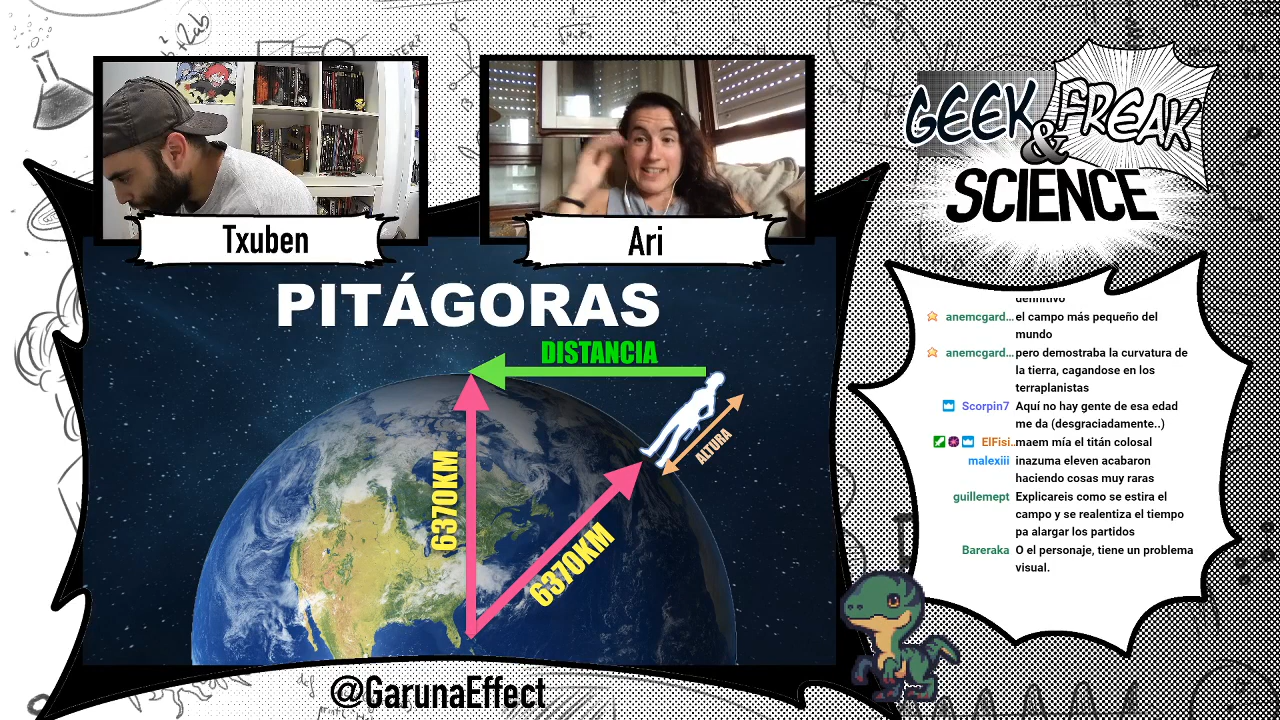 GEEK
&
FREAK
SCIENCE
Txuben
Ari
PITÁGORAS
DISTANCIA
ALTURA
6370KM
6370KM
definitivo
anemcgard... el campo más pequeño del
mundo
anemcgard... pero demostraba la curvatura de
la tierra, cagandose en los
terraplanistas
Scorpin7 Aquí no hay gente de esa edad
me da (desgraciadamente..)
ElFisi.. maem mía el titán colosal
malexiii inazuma eleven acabaron
haciendo cosas muy raras
guillemept Explicareis como se estira el
campo y se realentiza el tiempo
pa alargar los partidos
Bareraka O el personaje, tiene un problema
visual.
@GarunaEffect